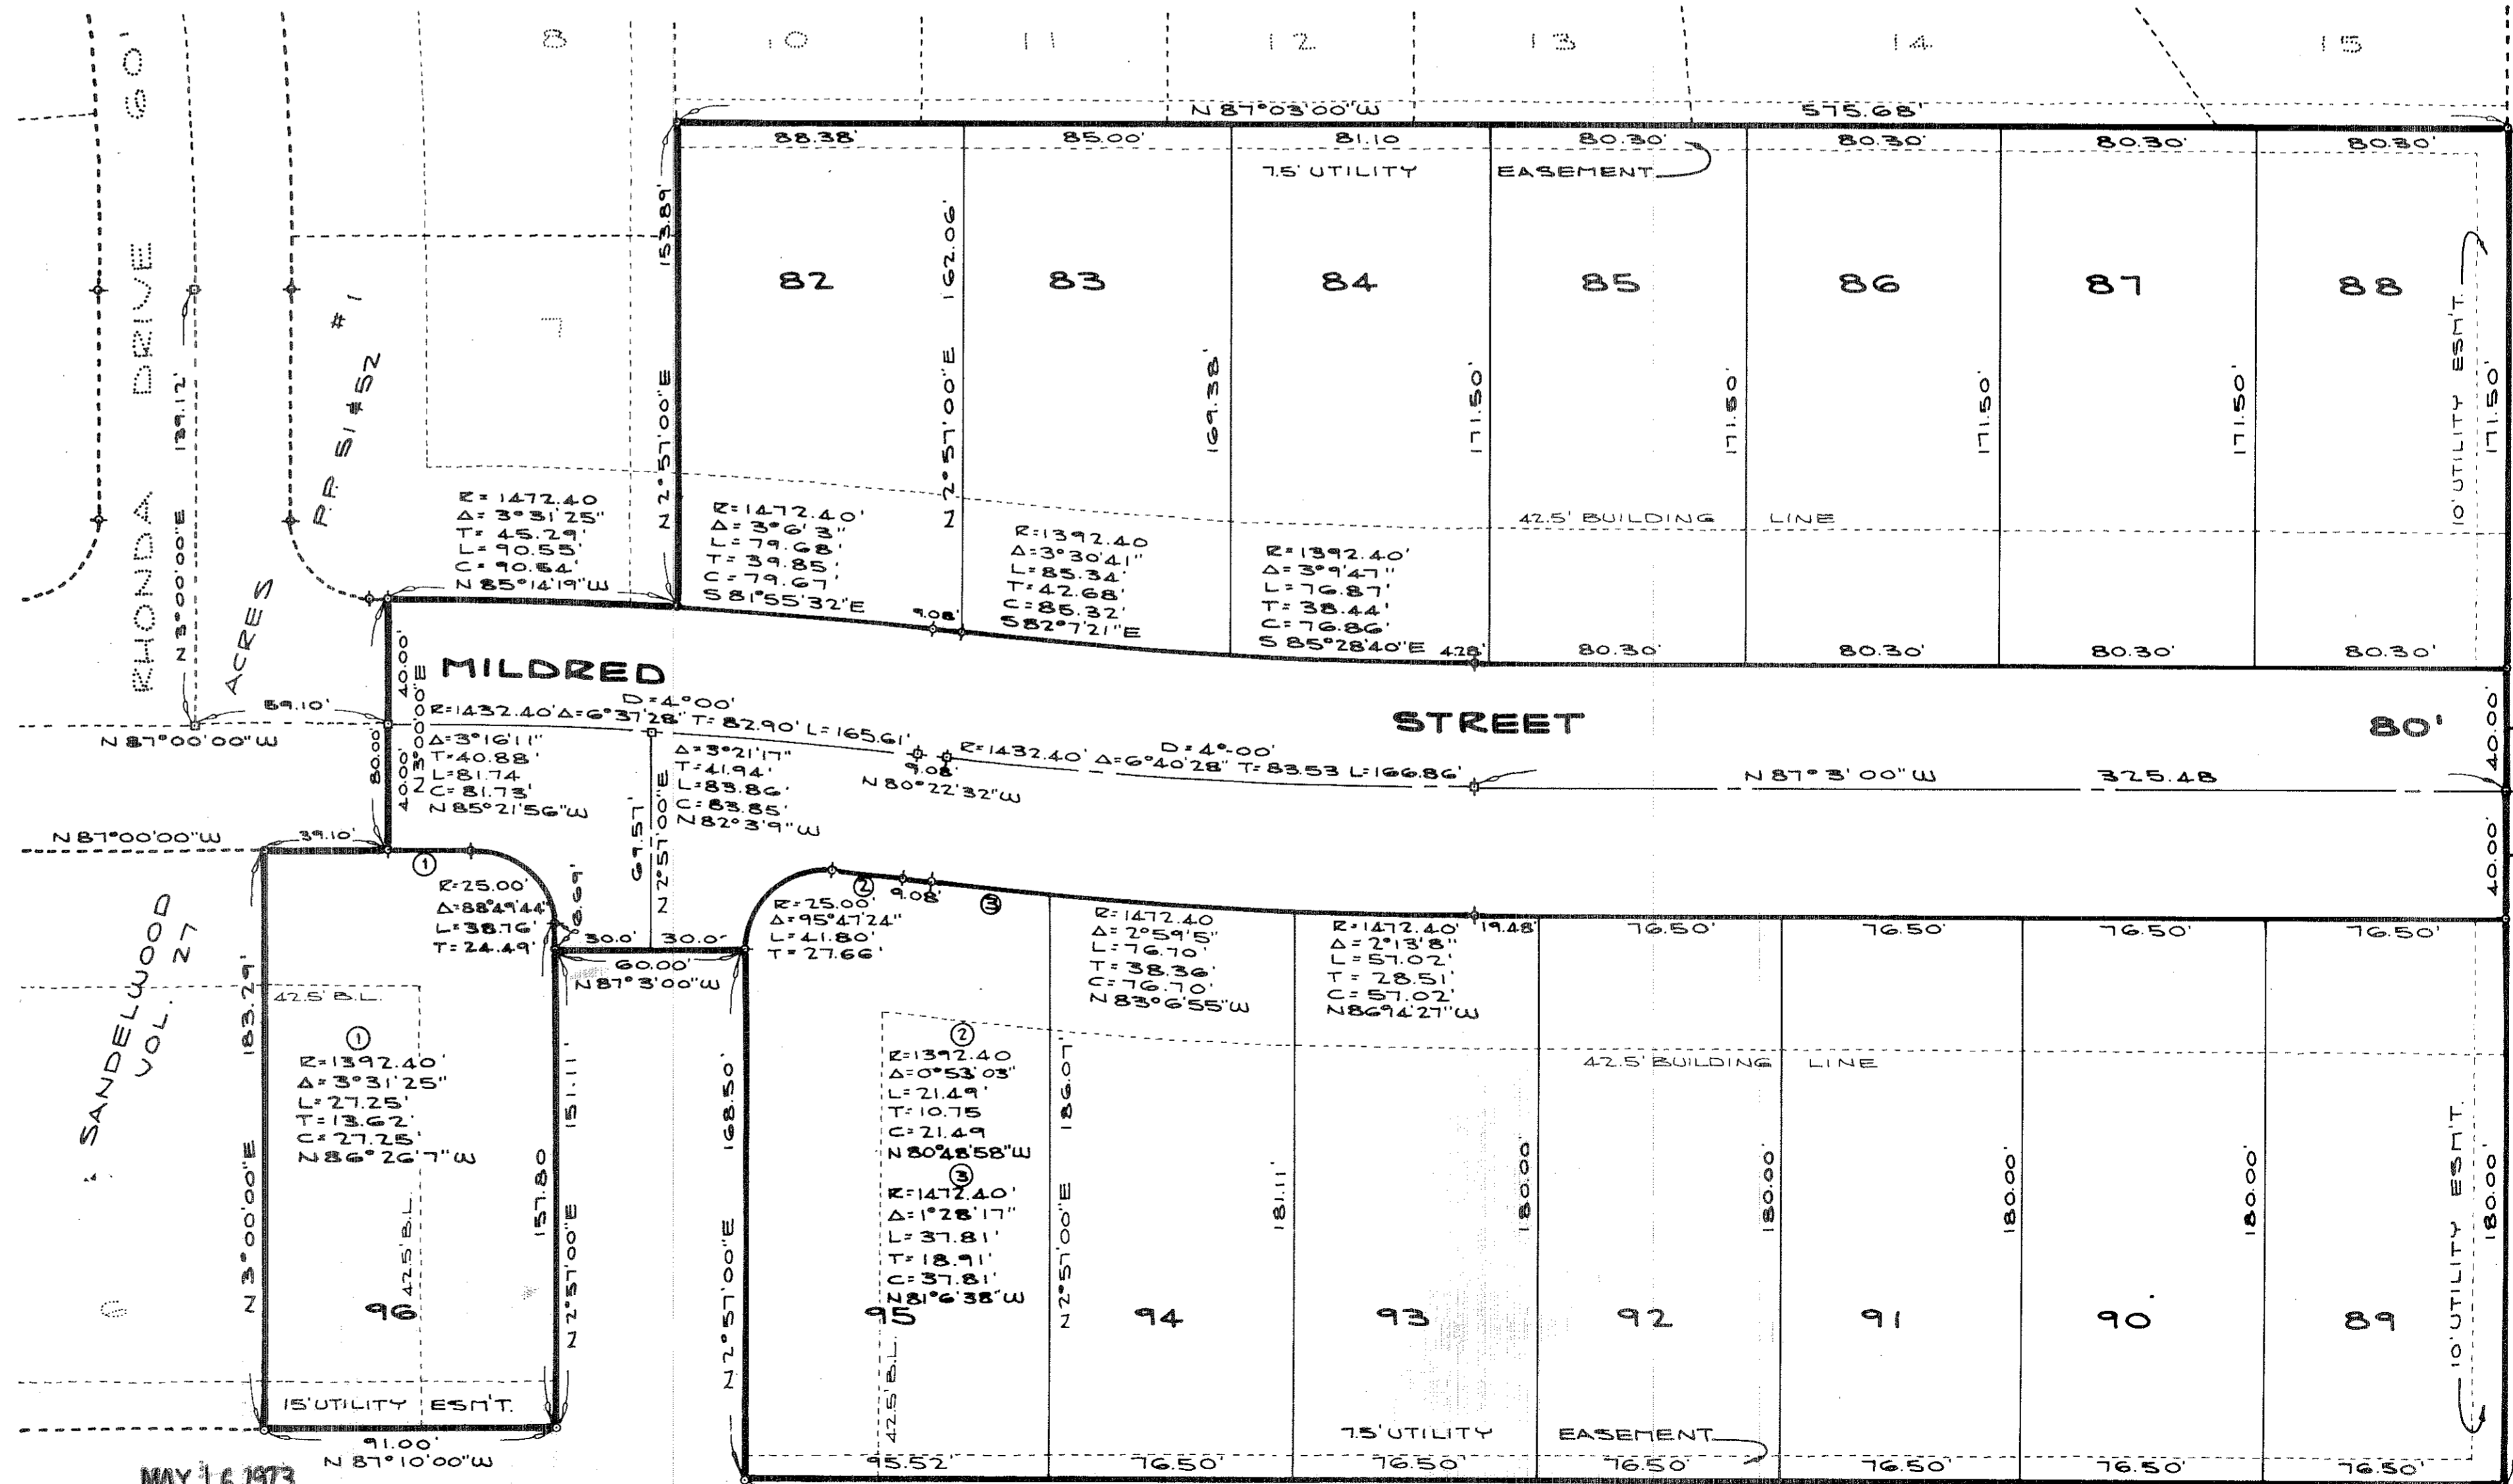 8
10
11
12
13
14
15
60'
RHONDA DRIVE
N 87°03'00"W 575.68'
88.38'
85.00'
81.10
80.30'
80.30'
80.30'
80.30'
7.5' UTILITY EASEMENT
153.89'
N 2°57'00"E
162.06'
N 2°57'00"E
169.38'
171.50'
171.50'
171.50'
171.50'
171.50'
10' UTILITY ESM'T.
82
83
84
85
86
87
88
7
P.P. 51 #52
#1
139.12'
N 3°00'00"E
ACRES
R= 1472.40
Δ= 3°31'25"
T= 45.29'
L= 90.55'
C= 90.54'
N 85°14'19"W
R=1472.40'
Δ= 3°6'3"
L= 79.68'
T= 39.85'
C= 79.67'
S 81°55'32"E
9.08'
R=1392.40
Δ=3°30'41"
L=85.34'
T=42.68'
C=85.32'
S82°7'21"E
R=1392.40'
Δ= 3°9'47"
L=76.87'
T= 38.44'
C= 76.86'
S 85°28'40"E
4.28'
42.5' BUILDING LINE
80.30'
80.30'
80.30'
80.30'
MILDRED STREET 80'
40.00'
40.00'
80.00'
N 3°00'00"E
59.10'
N 87°00'00"W
D=4°00'
R=1432.40' Δ=6°37'28" T= 82.90' L=165.61'
9.08'
N 80°22'32"W
D=4°-00'
R=1432.40' Δ=6°40'28" T= 83.53 L=166.86'
N 87°3'00"W 325.48
40.00'
40.00'
Δ=3°16'11"
T=40.88'
L=81.74
C=81.73'
N 85°21'56"W
Δ=3°21'17"
T=41.94'
L=83.86'
C=83.85'
N 82°3'9"W
69.57'
N 2°57'00"E
N 87°00'00"W
39.10'
①
R=25.00'
Δ=88°49'44"
L=38.76'
T=24.49'
6.69'
30.0' 30.0'
60.00'
N87°3'00"W
R=25.00'
Δ=95°47'24"
L=41.80'
T=27.66'
②
9.08'
③
R=1472.40
Δ= 2°59'5"
L=76.70'
T=38.36'
C=76.70'
N 83°6'55"W
R=1472.40'
Δ= 2°13'8"
L= 57.02'
T= 28.51'
C= 57.02'
19.48'
76.50'
76.50'
76.50'
76.50'
SANDELWOOD
VOL. 27
183.29'
N 3°00'00"E
42.5' B.L.
①
R=1392.40'
Δ= 3°31'25"
L=27.25'
T=13.62'
C=27.25'
N86°26'7"W
42.5' B.L.
151.11'
157.80
N 2°57'00"E
168.50'
N 2°57'00"E
②
R=1392.40
Δ=0°53'03"
L=21.49'
T=10.75
C=21.49
N80°48'58"W
③
R=1472.40'
Δ=1°28'17"
L=37.81'
T=18.91'
C=37.81'
N81°6'38"W
42.5' B.L.
186.07'
N2°57'00"E
42.5' BUILDING LINE
181.11'
180.00'
180.00'
180.00'
180.00'
180.00'
10' UTILITY ESM'T.
6
96
95
94
93
92
91
90
89
15' UTILITY ESM'T.
91.00'
N 87°10'00"W
7.5' UTILITY EASEMENT
95.52'
76.50'
76.50'
76.50'
76.50'
76.50'
76.50'
MAY 16 1973